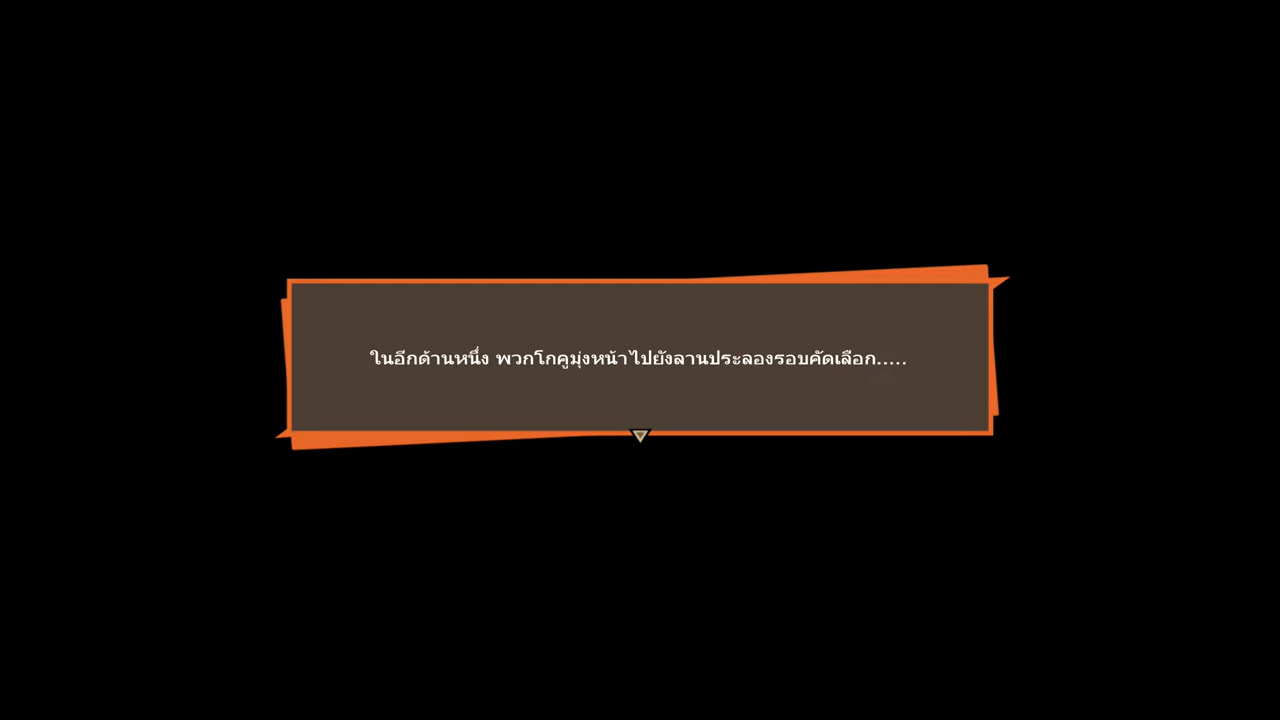 ในอีกด้านหนึ่ง พวกโกคูมุ่งหน้าไปยังลานประลองรอบคัดเลือก.....